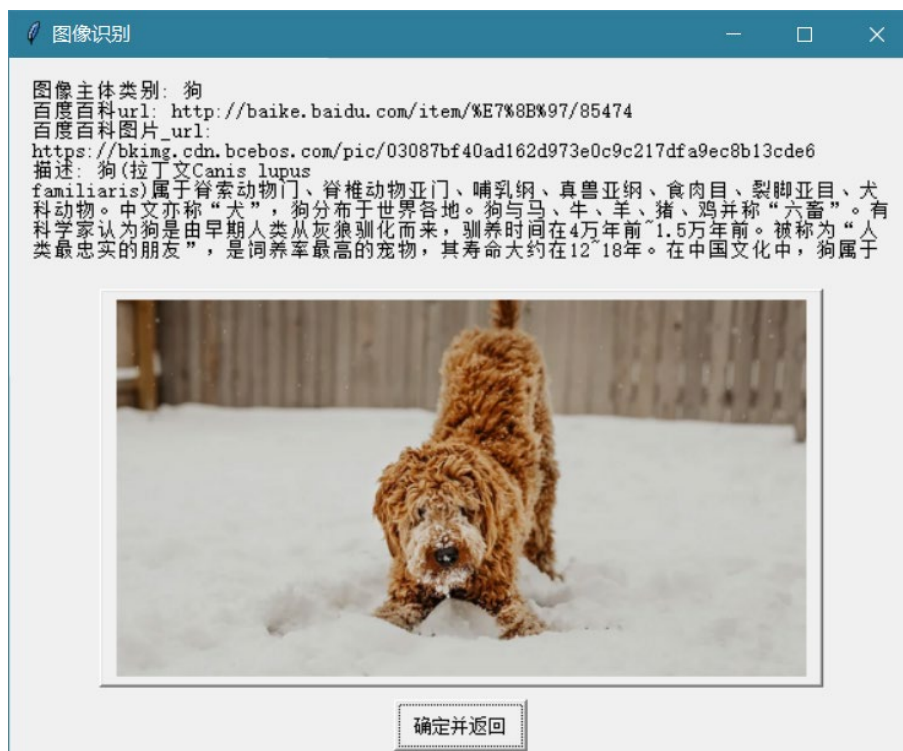 图像识别
图像主体类别: 狗
百度百科url: http://baike.baidu.com/item/%E7%8B%97/85474
百度百科图片_url:
https://bkimg.cdn.bcebos.com/pic/03087bf40ad162d973e0c9c217dfa9ec8b13cde6
描述: 狗(拉丁文Canis lupus
familiaris)属于脊索动物门、脊椎动物亚门、哺乳纲、真兽亚纲、食肉目、裂脚亚目、犬
科动物。中文亦称“犬”，狗分布于世界各地。狗与马、牛、羊、猪、鸡并称“六畜”。有
科学家认为狗是由早期人类从灰狼驯化而来，驯养时间在4万年前~1.5万年前。被称为“人
类最忠实的朋友”，是饲养率最高的宠物，其寿命大约在12~18年。在中国文化中，狗属于
确定并返回